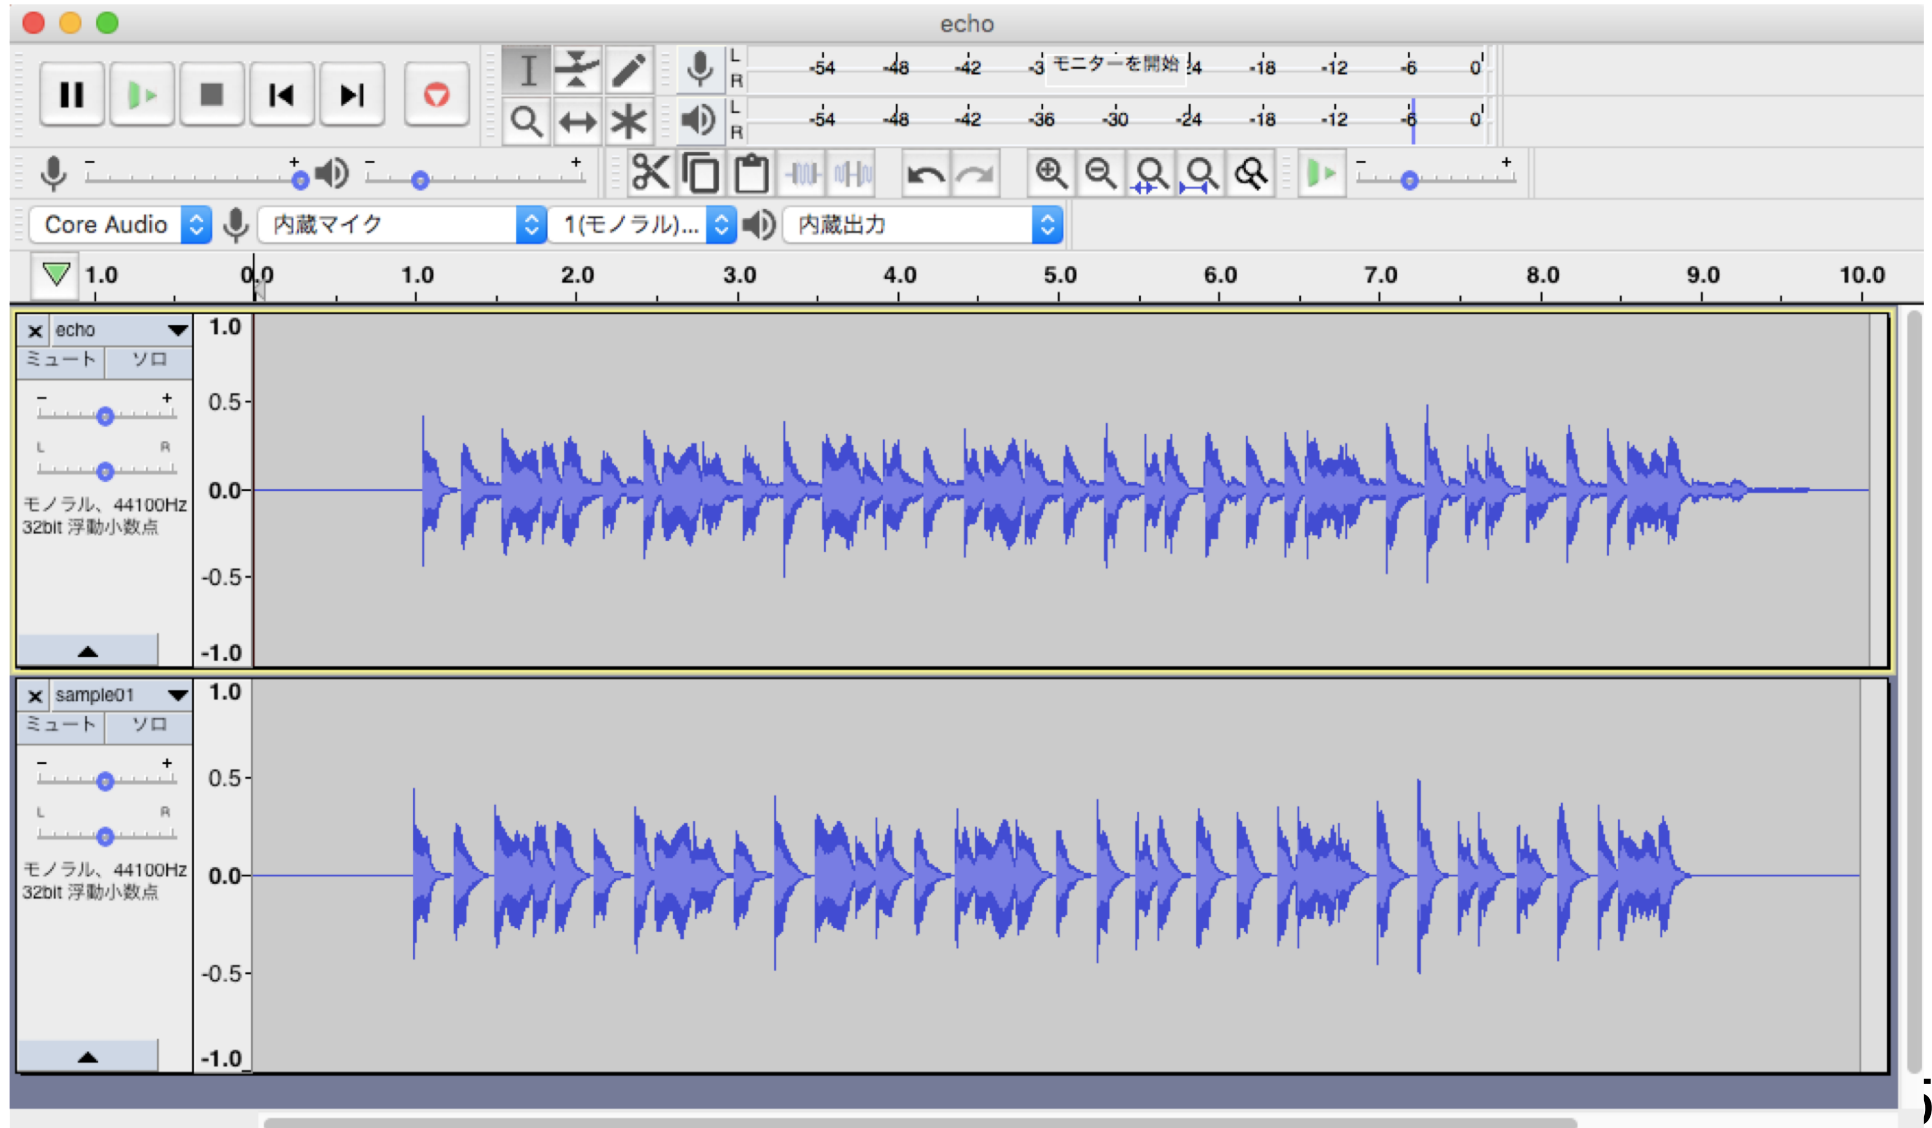 echo
L
R
-54 -48 -42 -3 モニターを開始 24 -18 -12 -6 0
L
R
-54 -48 -42 -36 -30 -24 -18 -12 -6 0
- + - + - +
Core Audio 内蔵マイク 1(モノラル)... 内蔵出力
1.0 0.0 1.0 2.0 3.0 4.0 5.0 6.0 7.0 8.0 9.0 10.0
× echo
ミュート ソロ
- +
L R
モノラル、44100Hz
32bit 浮動小数点
1.0
0.5
0.0
-0.5
-1.0
× sample01
ミュート ソロ
- +
L R
モノラル、44100Hz
32bit 浮動小数点
1.0
0.5
0.0
-0.5
-1.0